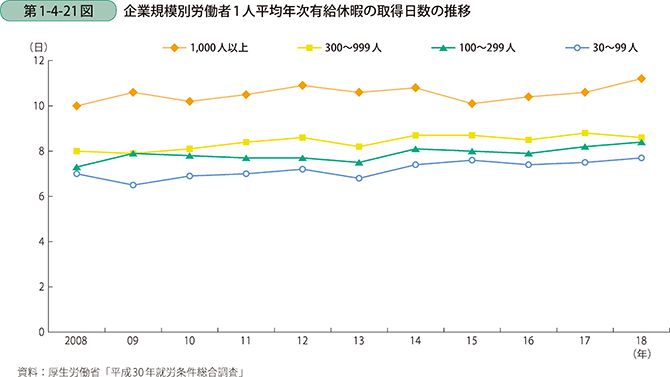 第1-4-21図 企業規模別労働者1人平均年次有給休暇の取得日数の推移
(日)
1,000人以上 300～999人 100～299人 30～99人
12
10
8
6
4
2
0
2008 09 10 11 12 13 14 15 16 17 18
(年)
資料：厚生労働省「平成30年就労条件総合調査」